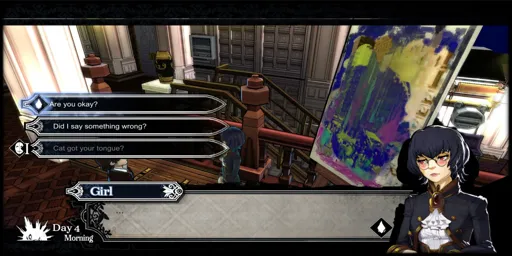 Are you okay?
Did I say something wrong?
Cat got your tongue?
Girl
...
Day 4
Morning